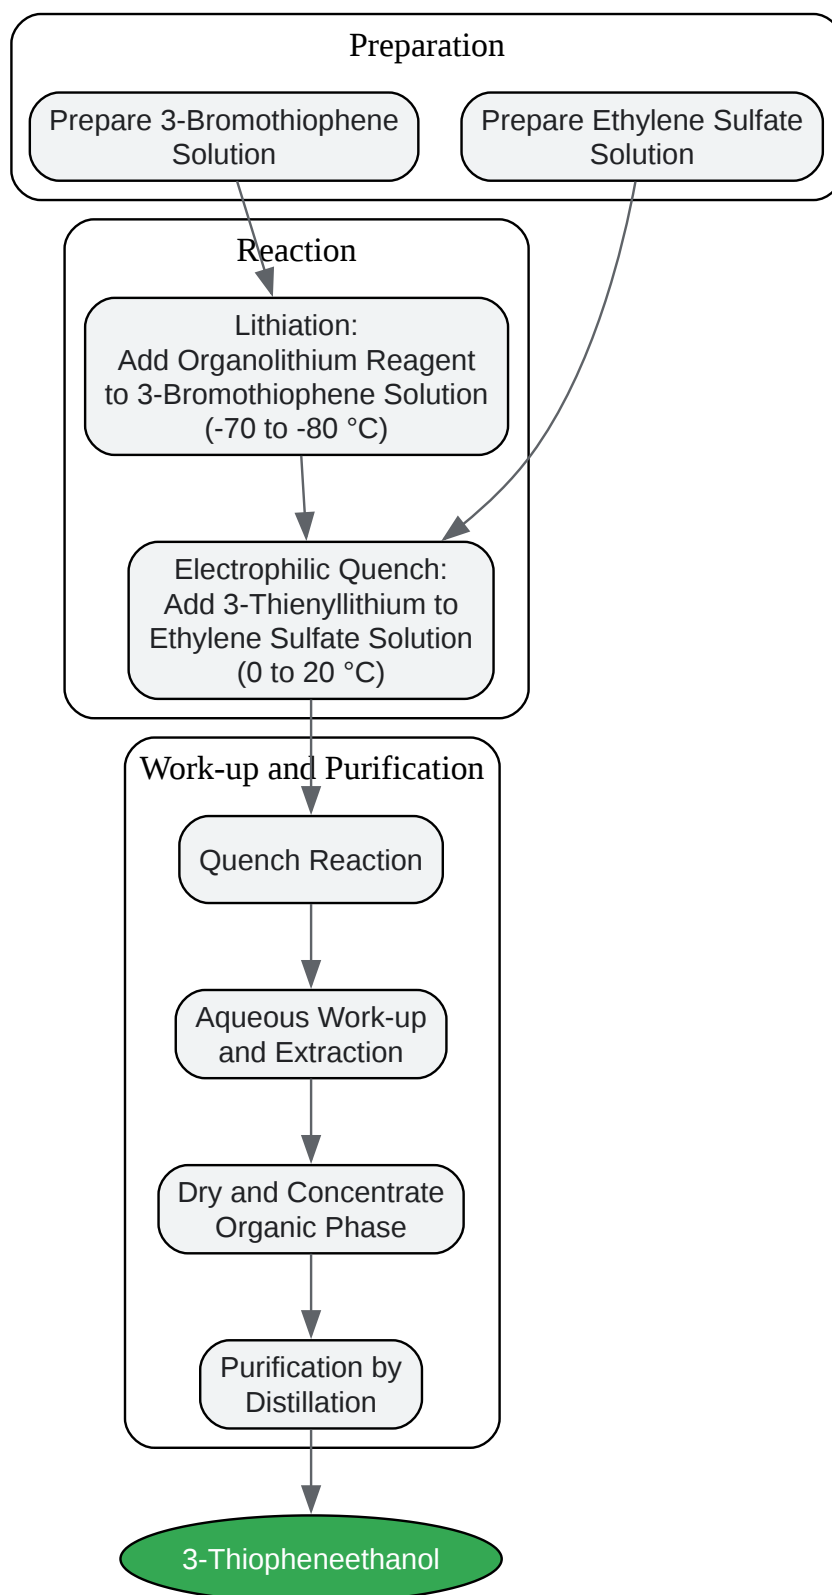 Preparation
Prepare 3-Bromothiophene
Solution
Prepare Ethylene Sulfate
Solution
Reaction
Lithiation:
Add Organolithium Reagent
to 3-Bromothiophene Solution
(-70 to -80 °C)
Electrophilic Quench:
Add 3-Thienyllithium to
Ethylene Sulfate Solution
(0 to 20 °C)
Work-up and Purification
Quench Reaction
Aqueous Work-up
and Extraction
Dry and Concentrate
Organic Phase
Purification by
Distillation
3-Thiopheneethanol